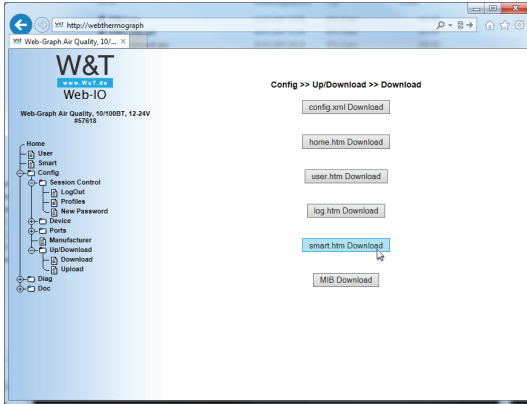 http://webthermograph
W&T Web-Graph Air Quality, 10/...
W&T
www.WuT.de
Web-IO
Web-Graph Air Quality, 10/100BT, 12-24V
#57618
Home
User
Smart
Config
Session Control
LogOut
Profiles
New Password
Device
Ports
Manufacturer
Up/Download
Download
Upload
Diag
Doc
Config >> Up/Download >> Download
config.xml Download
home.htm Download
user.htm Download
log.htm Download
smart.htm Download
MIB Download